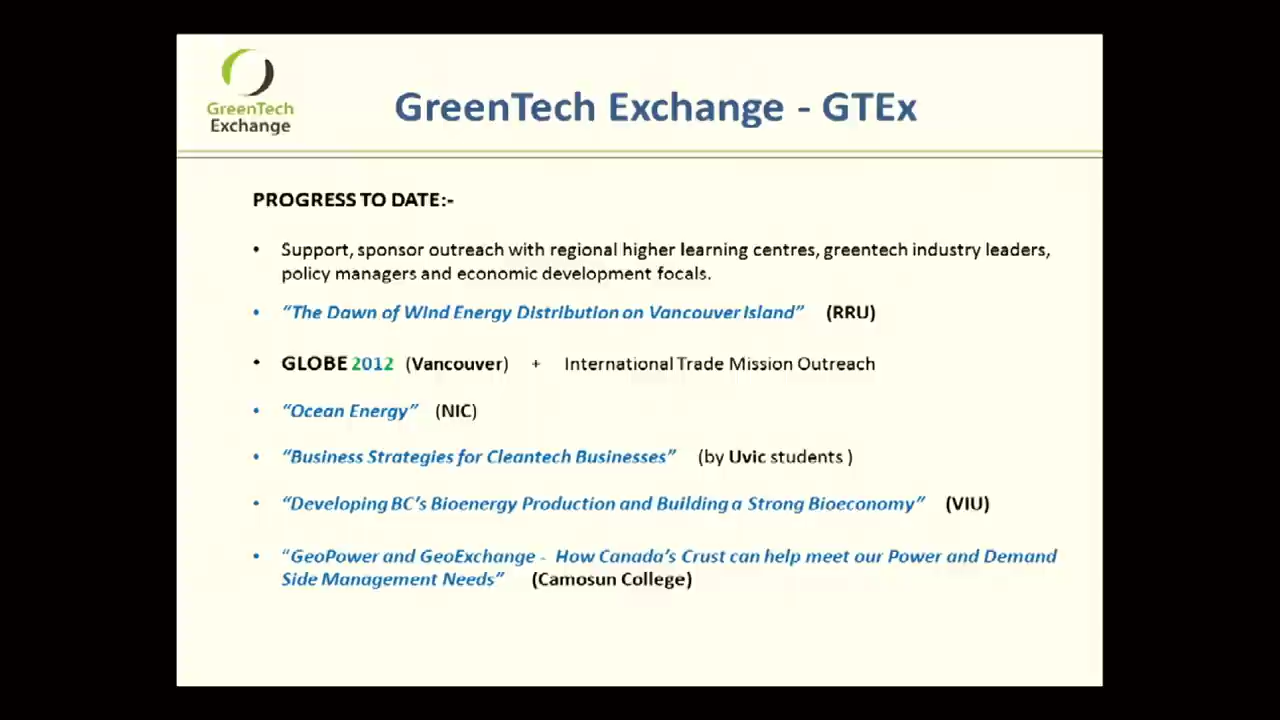 GreenTech
Exchange
GreenTech Exchange - GTEx
PROGRESS TO DATE:-
• Support, sponsor outreach with regional higher learning centres, greentech industry leaders,
policy managers and economic development focals.
• “The Dawn of Wind Energy Distribution on Vancouver Island” (RRU)
• GLOBE 2012 (Vancouver) + International Trade Mission Outreach
• “Ocean Energy” (NIC)
• “Business Strategies for Cleantech Businesses” (by Uvic students )
• “Developing BC’s Bioenergy Production and Building a Strong Bioeconomy” (VIU)
• “GeoPower and GeoExchange - How Canada’s Crust can help meet our Power and Demand
Side Management Needs” (Camosun College)